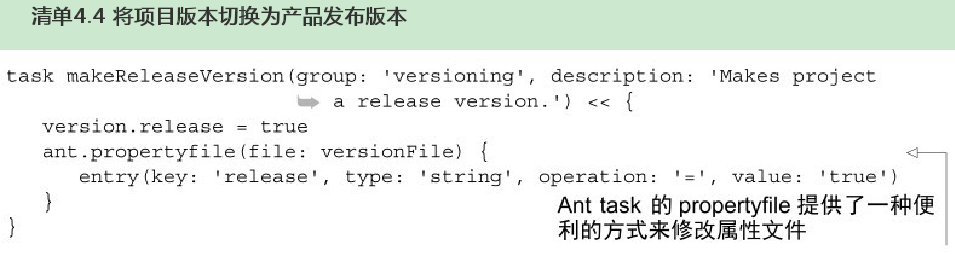 清单4.4 将项目版本切换为产品发布版本
task makeReleaseVersion(group: 'versioning', description: 'Makes project
➥ a release version.') << {
version.release = true
ant.propertyfile(file: versionFile) {
entry(key: 'release', type: 'string', operation: '=', value: 'true')
}
}
Ant task 的 propertyfile 提供了一种便
利的方式来修改属性文件